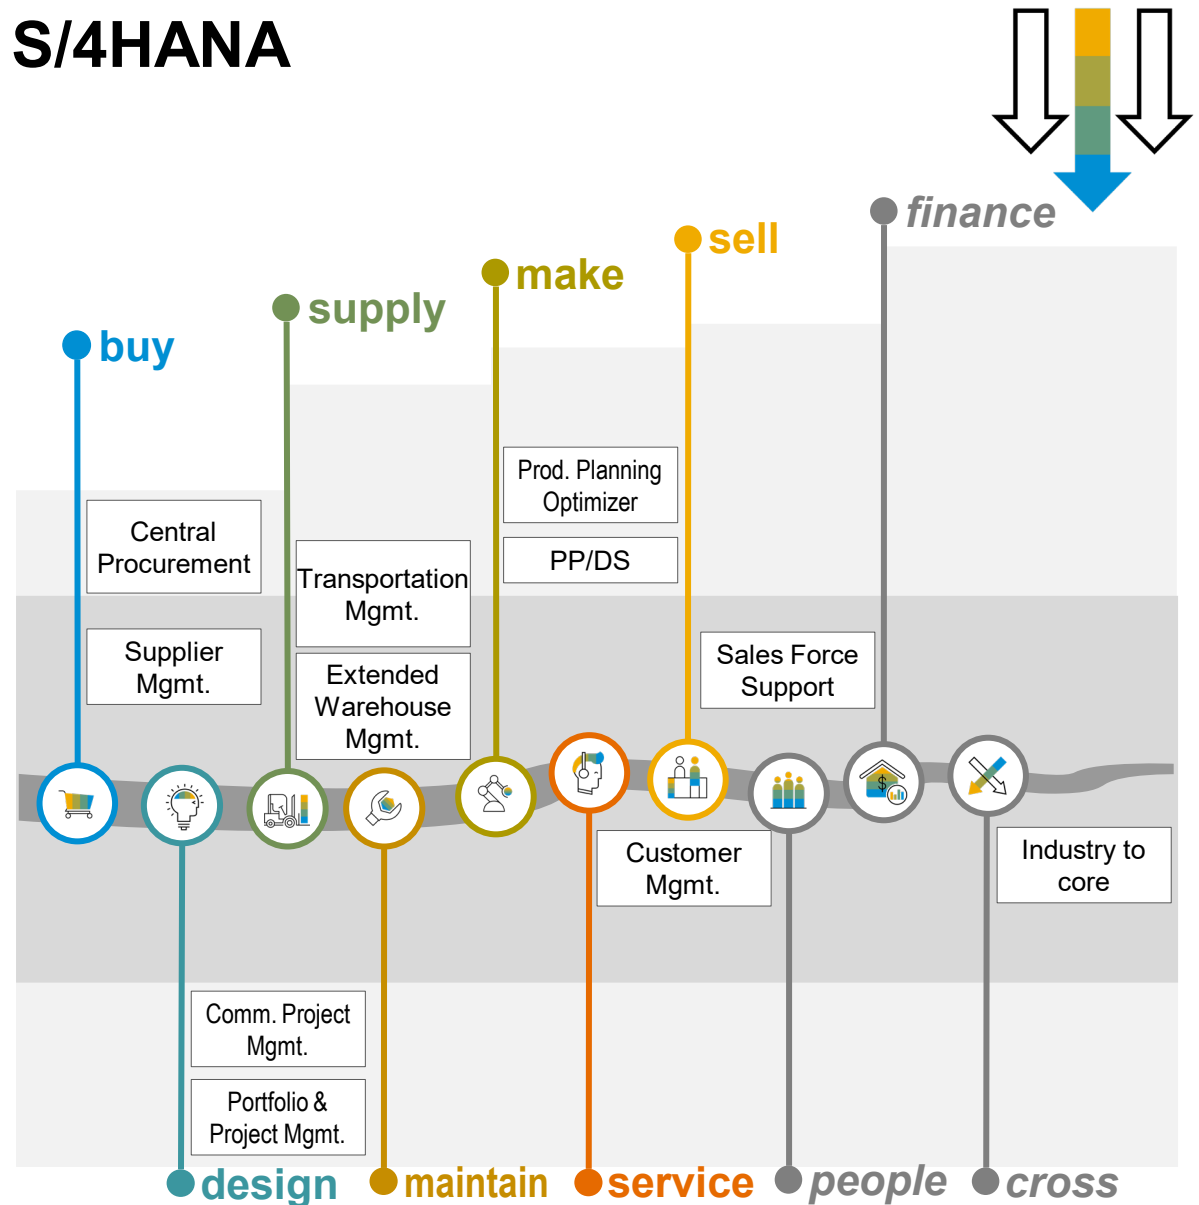 S/4HANA
finance
sell
make
supply
buy
Prod. Planning
Optimizer
PP/DS
Central
Procurement
Transportation
Mgmt.
Supplier
Mgmt.
Extended
Warehouse
Mgmt.
Sales Force
Support
$
Customer
Mgmt.
Industry to
core
Comm. Project
Mgmt.
Portfolio &
Project Mgmt.
design
maintain
service
people
cross